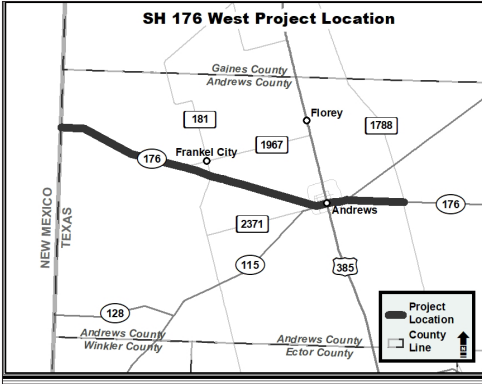 SH 176 West Project Location
Gaines County
Andrews County
181
Florey
1788
1967
Frankel City
176
NEW MEXICO
TEXAS
Andrews
176
2371
115
385
128
Project
Location
County
Line
Andrews County
Winkler County
Andrews County
Ector County